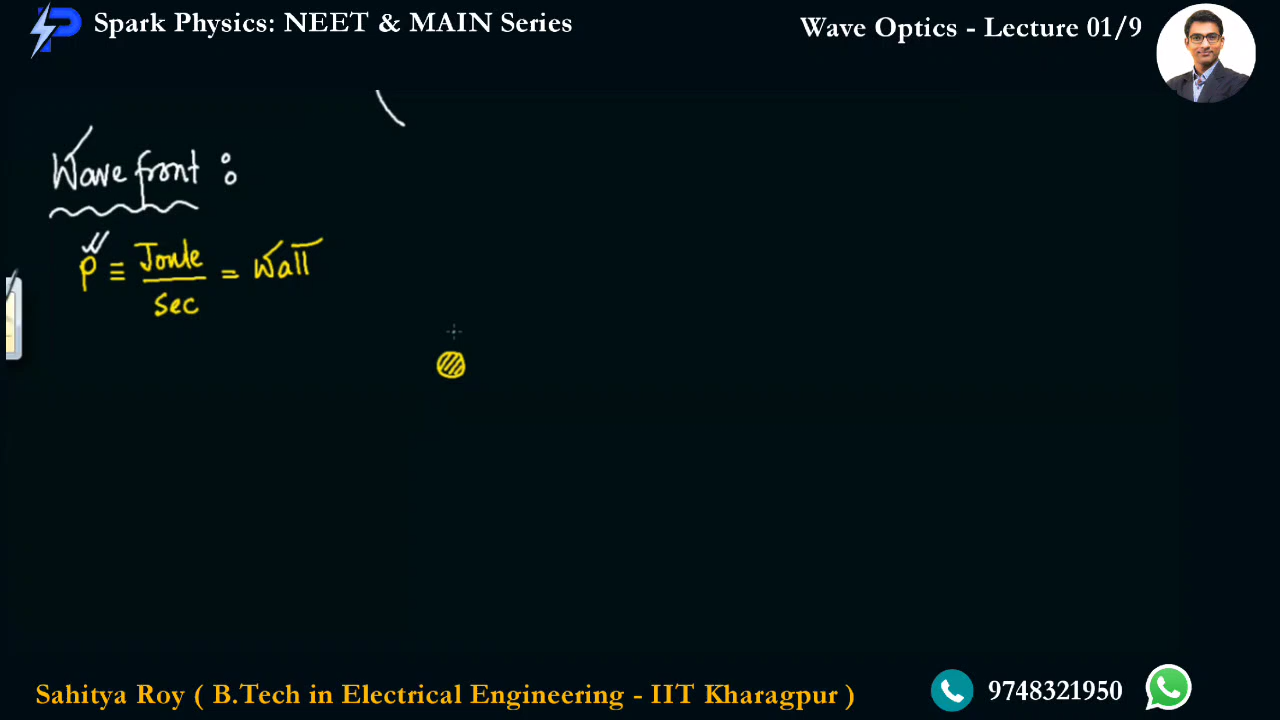 Spark Physics: NEET & MAIN Series
Wave Optics - Lecture 01/9
Wave front :
P ≡ Joule/sec = Watt
Sahitya Roy ( B.Tech in Electrical Engineering - IIT Kharagpur )
9748321950